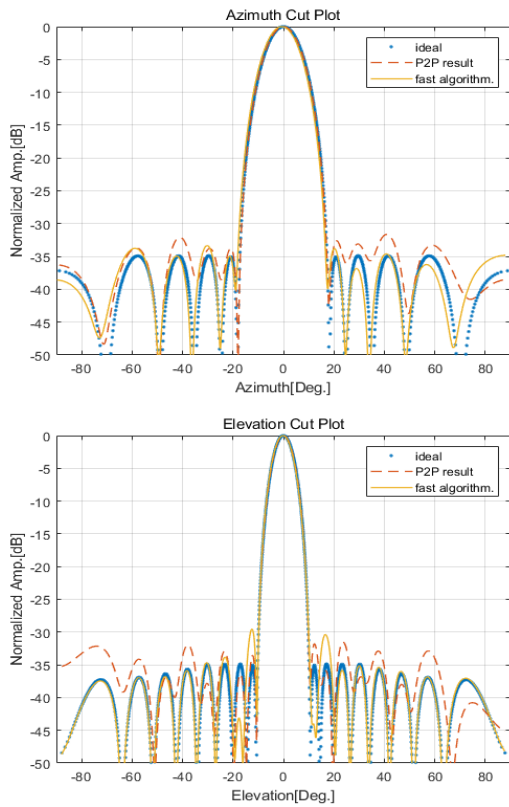 Azimuth Cut Plot
0
-5
-10
-15
-20
-25
-30
-35
-40
-45
-50
Normalized Amp.[dB]
ideal
P2P result
fast algorithm.
-80 -60 -40 -20 0 20 40 60 80
Azimuth[Deg.]
Elevation Cut Plot
0
-5
-10
-15
-20
-25
-30
-35
-40
-45
-50
Normalized Amp.[dB]
ideal
P2P result
fast algorithm.
-80 -60 -40 -20 0 20 40 60 80
Elevation[Deg.]